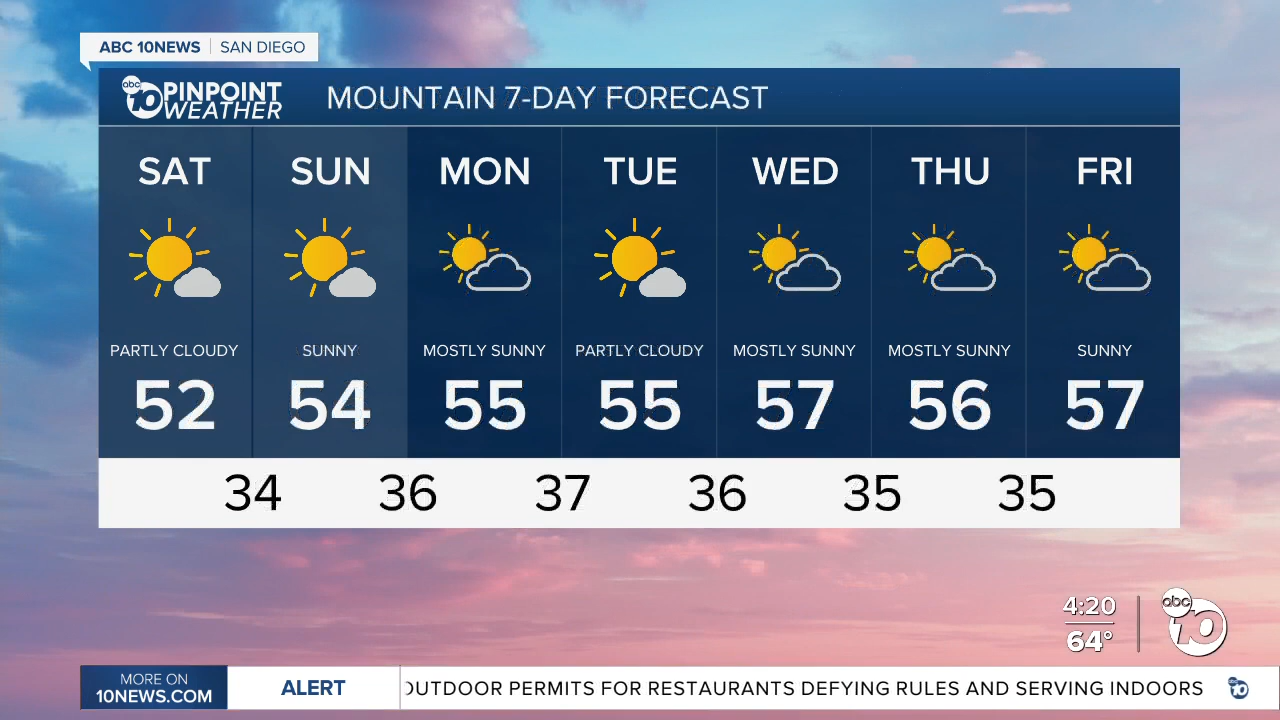 ABC 10NEWS | SAN DIEGO
abc 10 PINPOINT WEATHER
MOUNTAIN 7-DAY FORECAST
SAT SUN MON TUE WED THU FRI
PARTLY CLOUDY SUNNY MOSTLY SUNNY PARTLY CLOUDY MOSTLY SUNNY MOSTLY SUNNY SUNNY
52 54 55 55 57 56 57
34 36 37 36 35 35
4:20
64°
abc 10
MORE ON
10NEWS.COM
ALERT
OUTDOOR PERMITS FOR RESTAURANTS DEFYING RULES AND SERVING INDOORS
10